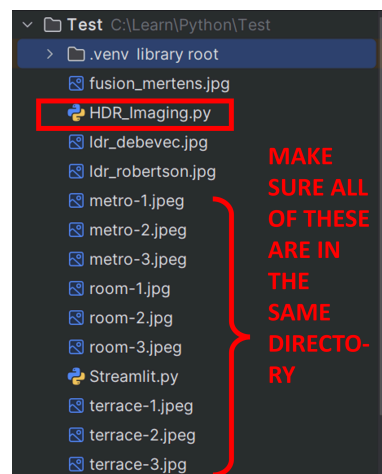 Test C:\Learn\Python\Test
.venv library root
fusion_mertens.jpg
HDR_Imaging.py
ldr_debevec.jpg
ldr_robertson.jpg
metro-1.jpeg
metro-2.jpeg
metro-3.jpeg
room-1.jpg
room-2.jpg
room-3.jpeg
Streamlit.py
terrace-1.jpeg
terrace-2.jpeg
terrace-3.jpg
MAKE
SURE ALL
OF THESE
ARE IN
THE
SAME
DIRECTO-
RY